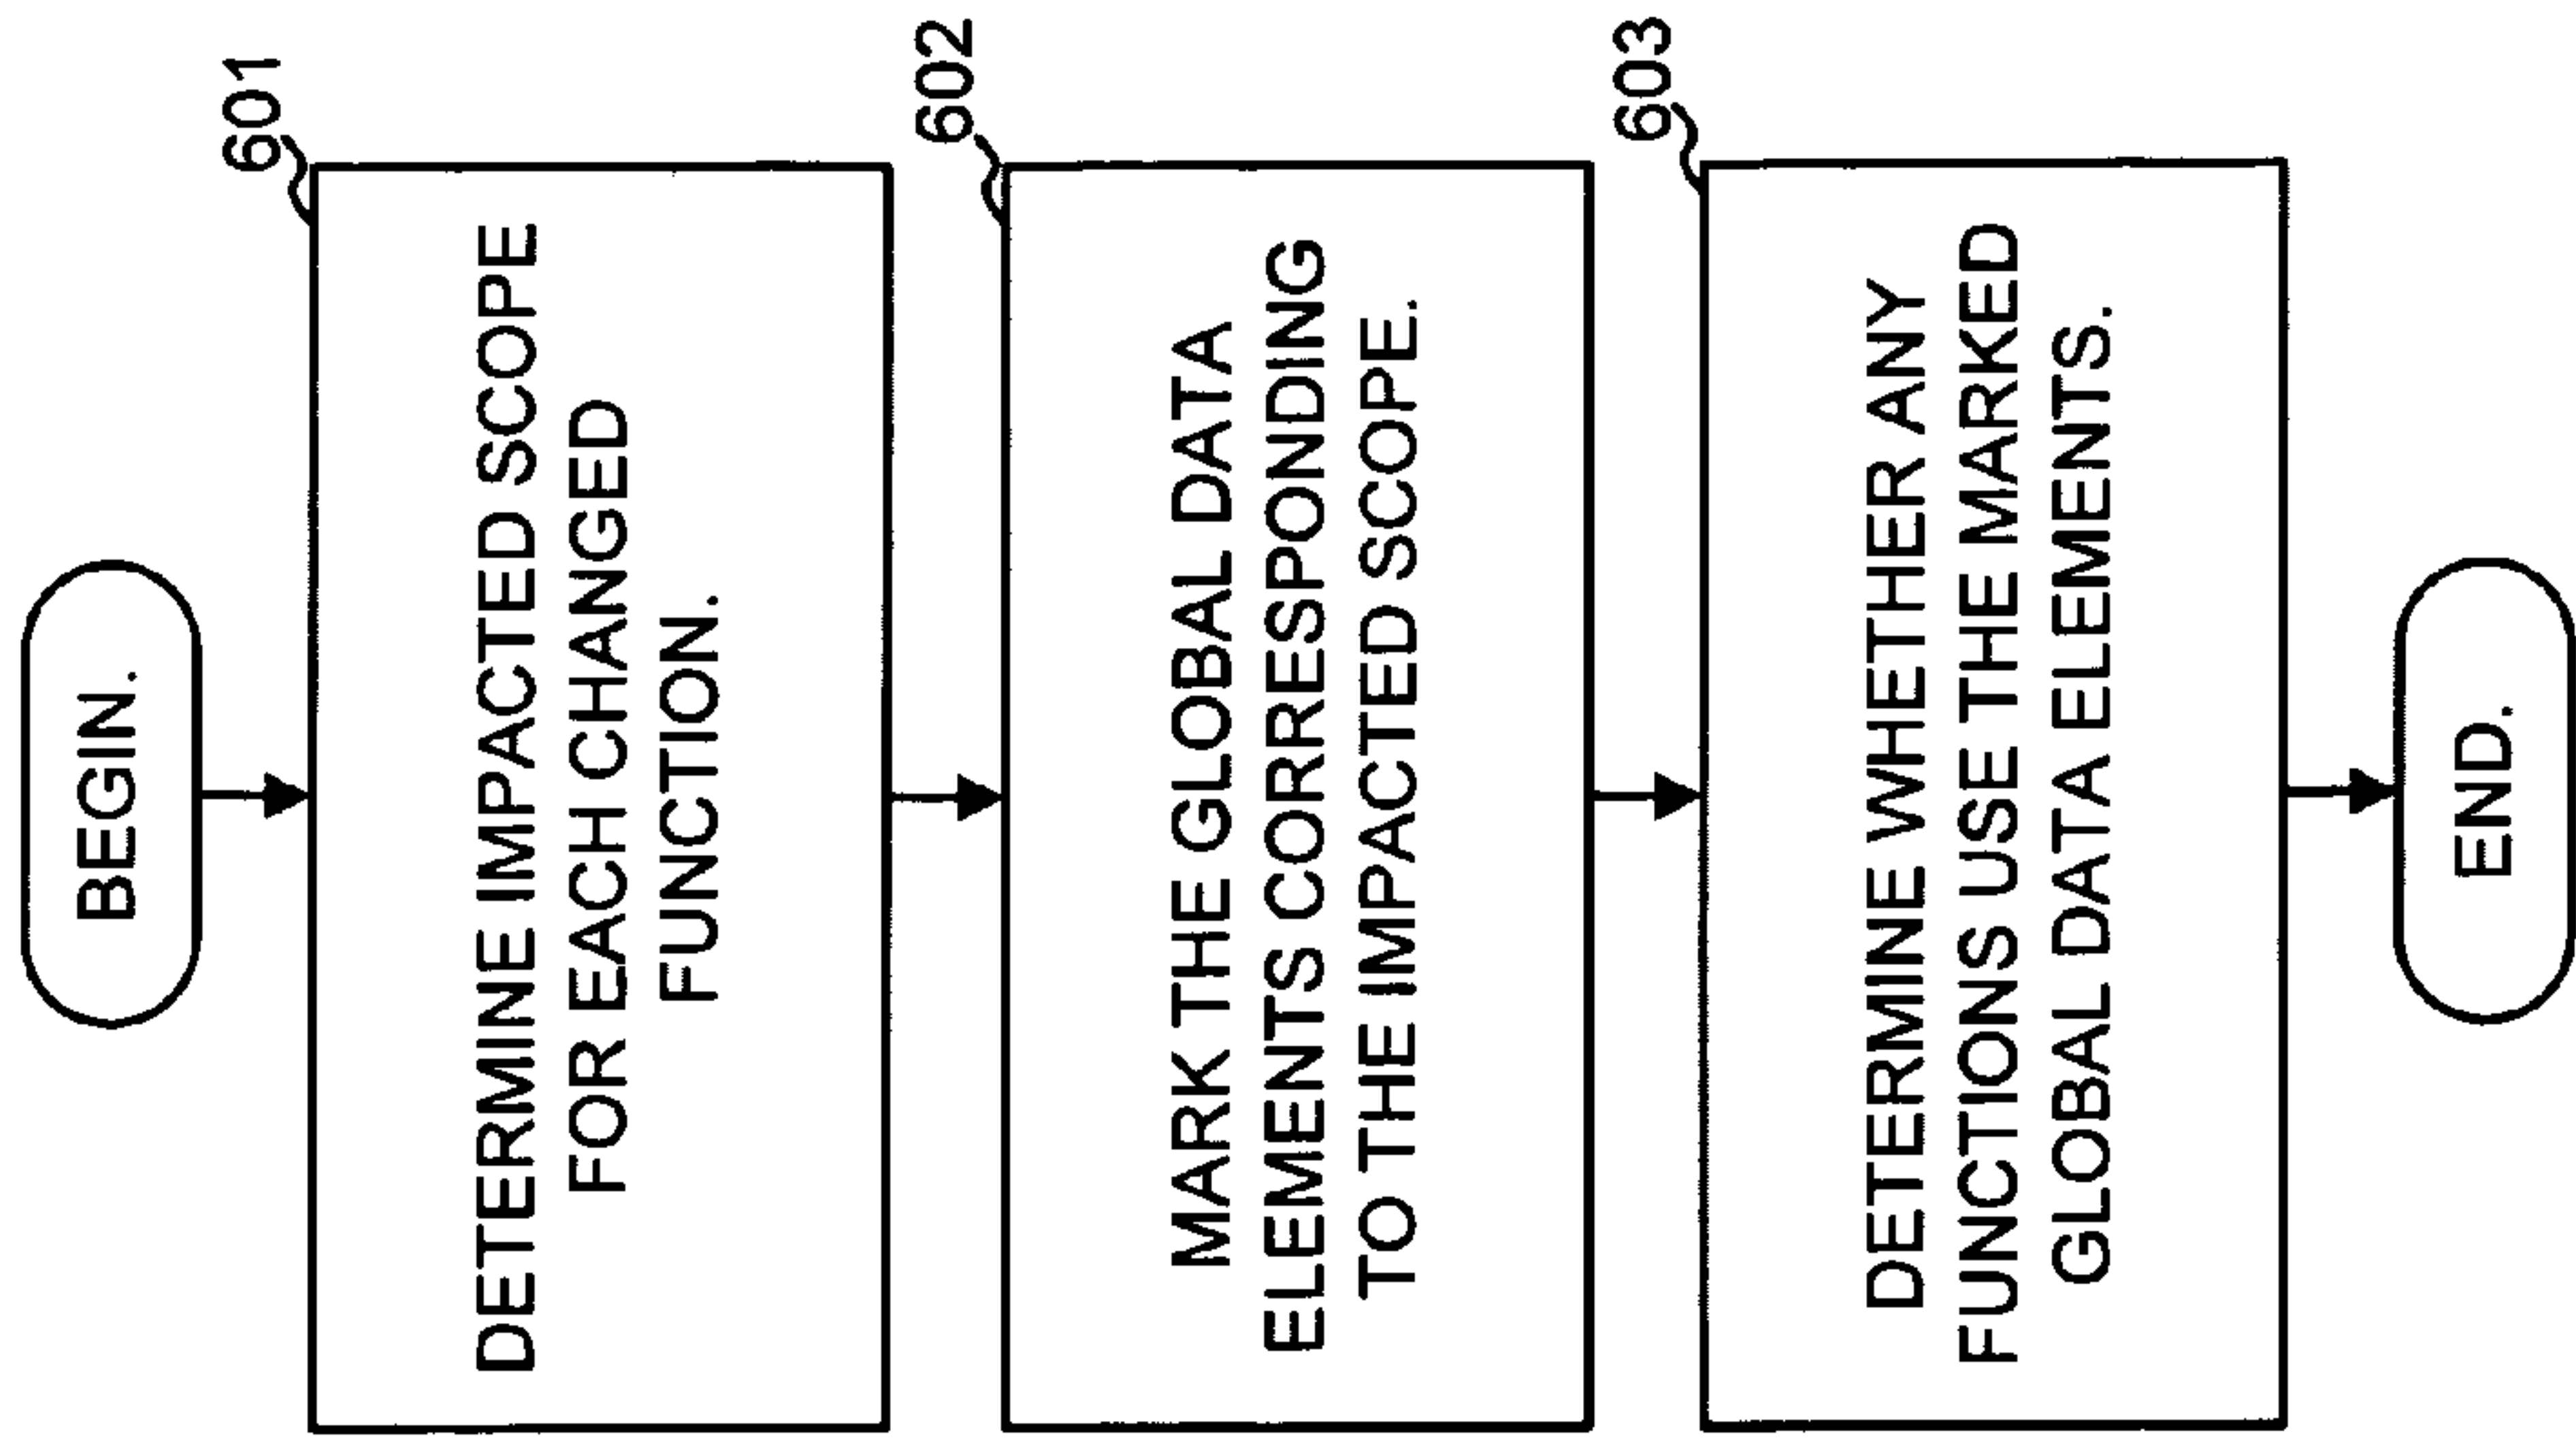 BEGIN.
601
DETERMINE IMPACTED SCOPE
FOR EACH CHANGED
FUNCTION.
602
MARK THE GLOBAL DATA
ELEMENTS CORRESPONDING
TO THE IMPACTED SCOPE.
603
DETERMINE WHETHER ANY
FUNCTIONS USE THE MARKED
GLOBAL DATA ELEMENTS.
END.